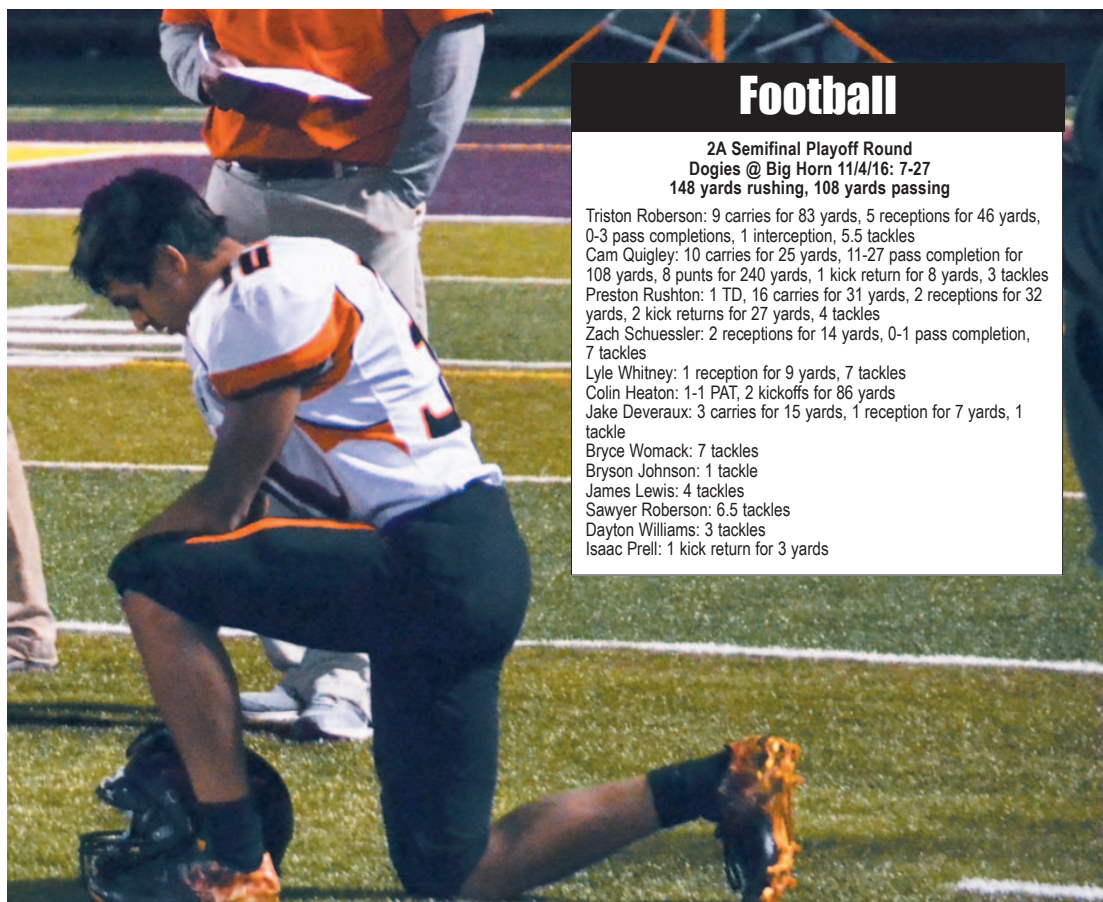 Football
2A Semifinal Playoff Round
Dogies @ Big Horn 11/4/16: 7-27
148 yards rushing, 108 yards passing
Triston Roberson: 9 carries for 83 yards, 5 receptions for 46 yards,
0-3 pass completions, 1 interception, 5.5 tackles
Cam Quigley: 10 carries for 25 yards, 11-27 pass completion for
108 yards, 8 punts for 240 yards, 1 kick return for 8 yards, 3 tackles
Preston Rushton: 1 TD, 16 carries for 31 yards, 2 receptions for 32
yards, 2 kick returns for 27 yards, 4 tackles
Zach Schuessler: 2 receptions for 14 yards, 0-1 pass completion,
7 tackles
Lyle Whitney: 1 reception for 9 yards, 7 tackles
Colin Heaton: 1-1 PAT, 2 kickoffs for 86 yards
Jake Deveraux: 3 carries for 15 yards, 1 reception for 7 yards, 1
tackle
Bryce Womack: 7 tackles
Bryson Johnson: 1 tackle
James Lewis: 4 tackles
Sawyer Roberson: 6.5 tackles
Dayton Williams: 3 tackles
Isaac Prell: 1 kick return for 3 yards